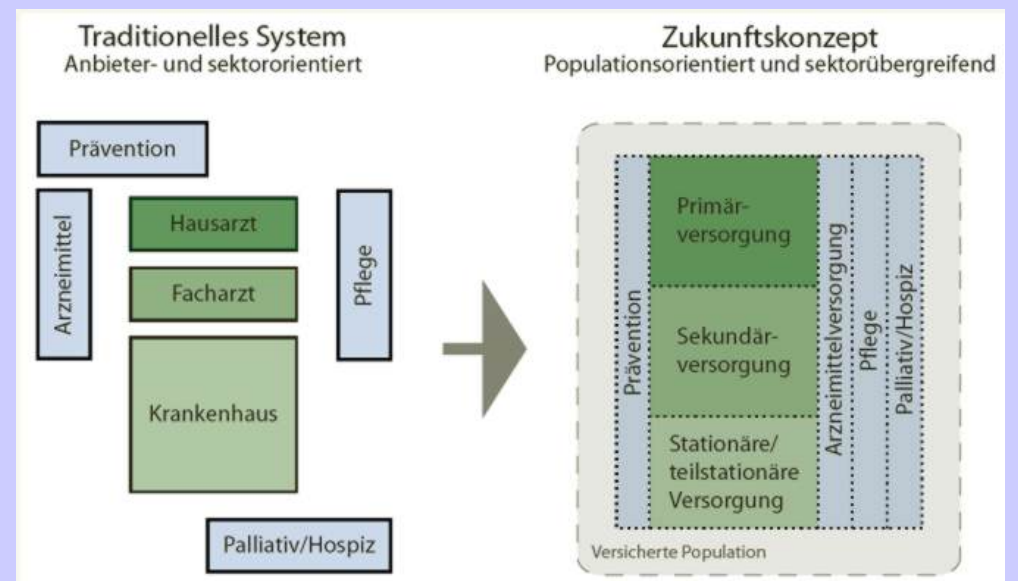 Traditionelles System
Anbieter- und sektororientiert
Prävention
Arzneimittel
Hausarzt
Facharzt
Krankenhaus
Pflege
Palliativ/Hospiz
Zukunftskonzept
Populationsorientiert und sektorübergreifend
Prävention
Primär-
versorgung
Sekundär-
versorgung
Stationäre/
teilstationäre
Versorgung
Arzneimittelversorgung
Pflege
Palliativ/Hospiz
Versicherte Population